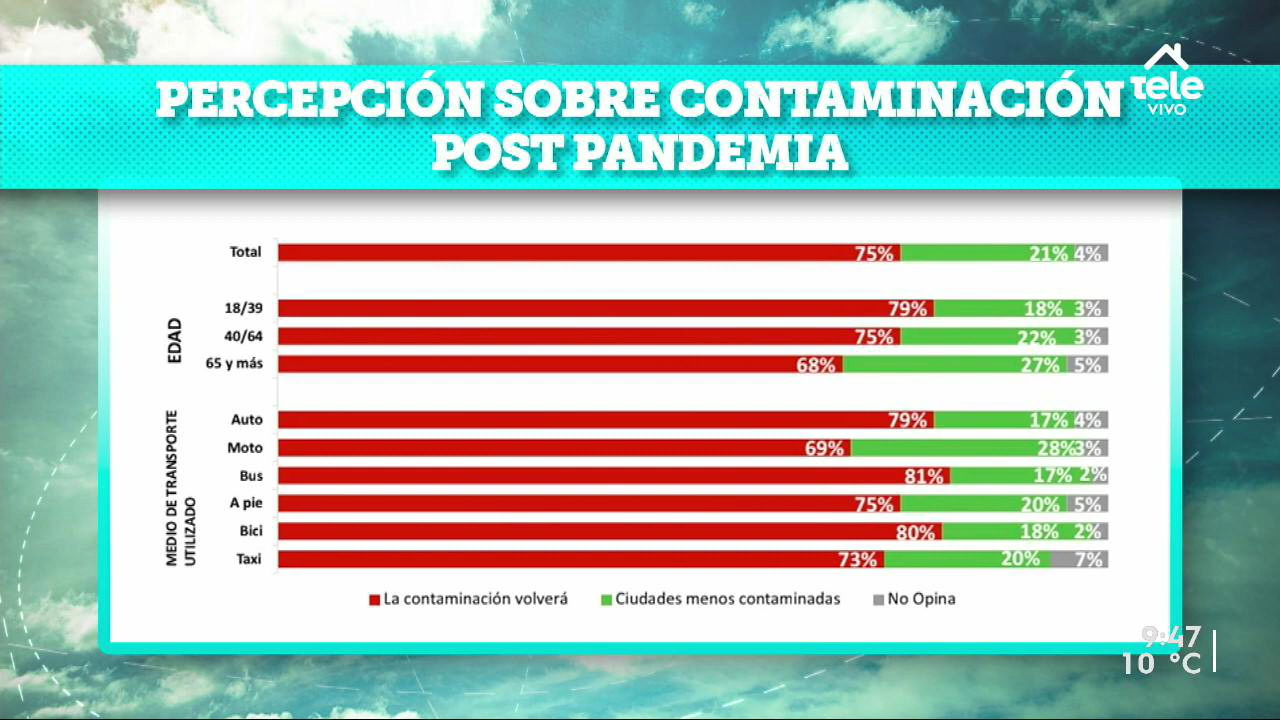 PERCEPCIÓN SOBRE CONTAMINACIÓN
POST PANDEMIA
tele
VIVO
Total 75% 21% 4%
EDAD
18/39 79% 18% 3%
40/64 75% 22% 3%
65 y más 68% 27% 5%
MEDIO DE TRANSPORTE
UTILIZADO
Auto 79% 17% 4%
Moto 69% 28% 3%
Bus 81% 17% 2%
A pie 75% 20% 5%
Bici 80% 18% 2%
Taxi 73% 20% 7%
La contaminación volverá Ciudades menos contaminadas No Opina
9:47
10 °C